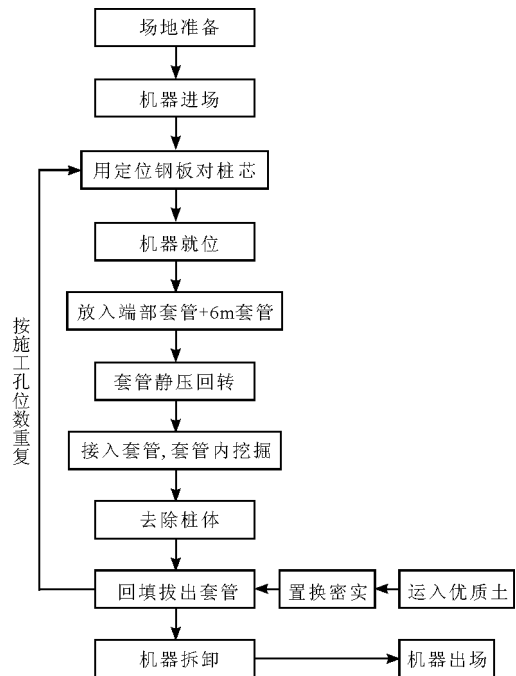 场地准备
机器进场
用定位钢板对桩芯
机器就位
放入端部套管+6m套管
套管静压回转
接入套管,套管内挖掘
去除桩体
回填拔出套管
置换密实
运入优质土
机器拆卸
机器出场
按施工孔位数重复